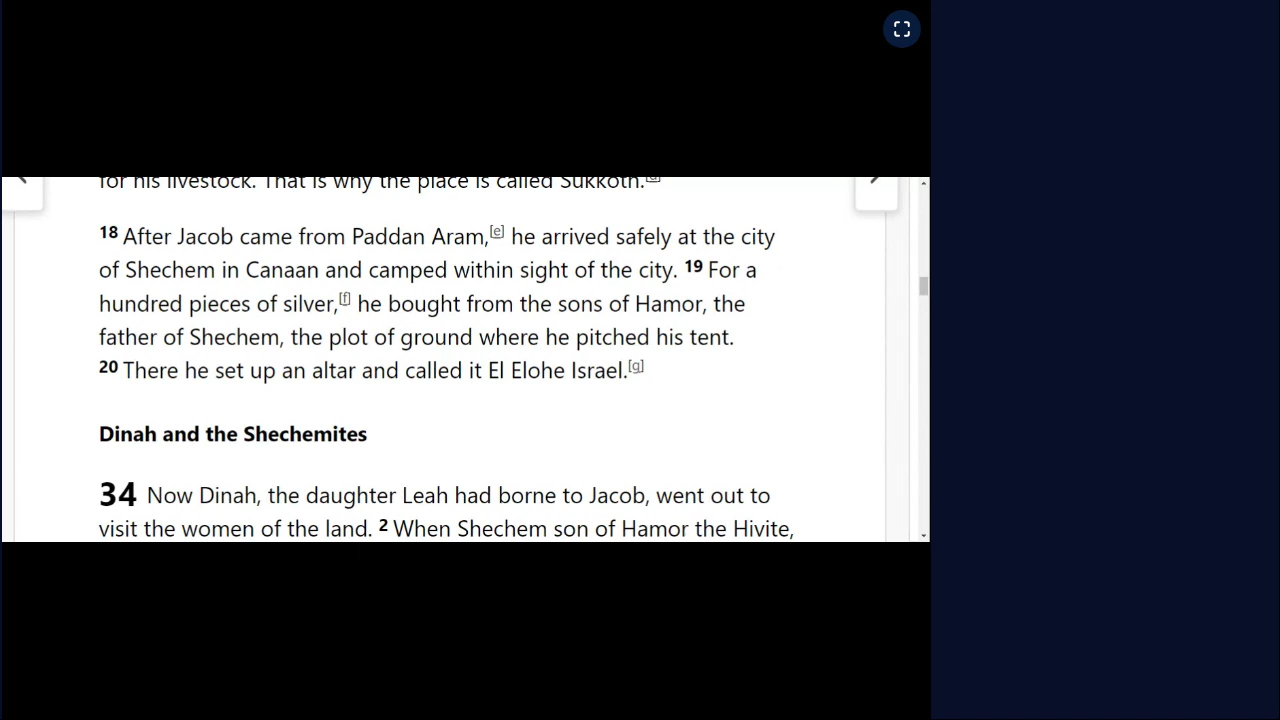 for his livestock. That is why the place is called Sukkoth.[d]
18 After Jacob came from Paddan Aram,[e] he arrived safely at the city
of Shechem in Canaan and camped within sight of the city. 19 For a
hundred pieces of silver,[f] he bought from the sons of Hamor, the
father of Shechem, the plot of ground where he pitched his tent.
20 There he set up an altar and called it El Elohe Israel.[g]
Dinah and the Shechemites
34 Now Dinah, the daughter Leah had borne to Jacob, went out to
visit the women of the land. 2 When Shechem son of Hamor the Hivite,